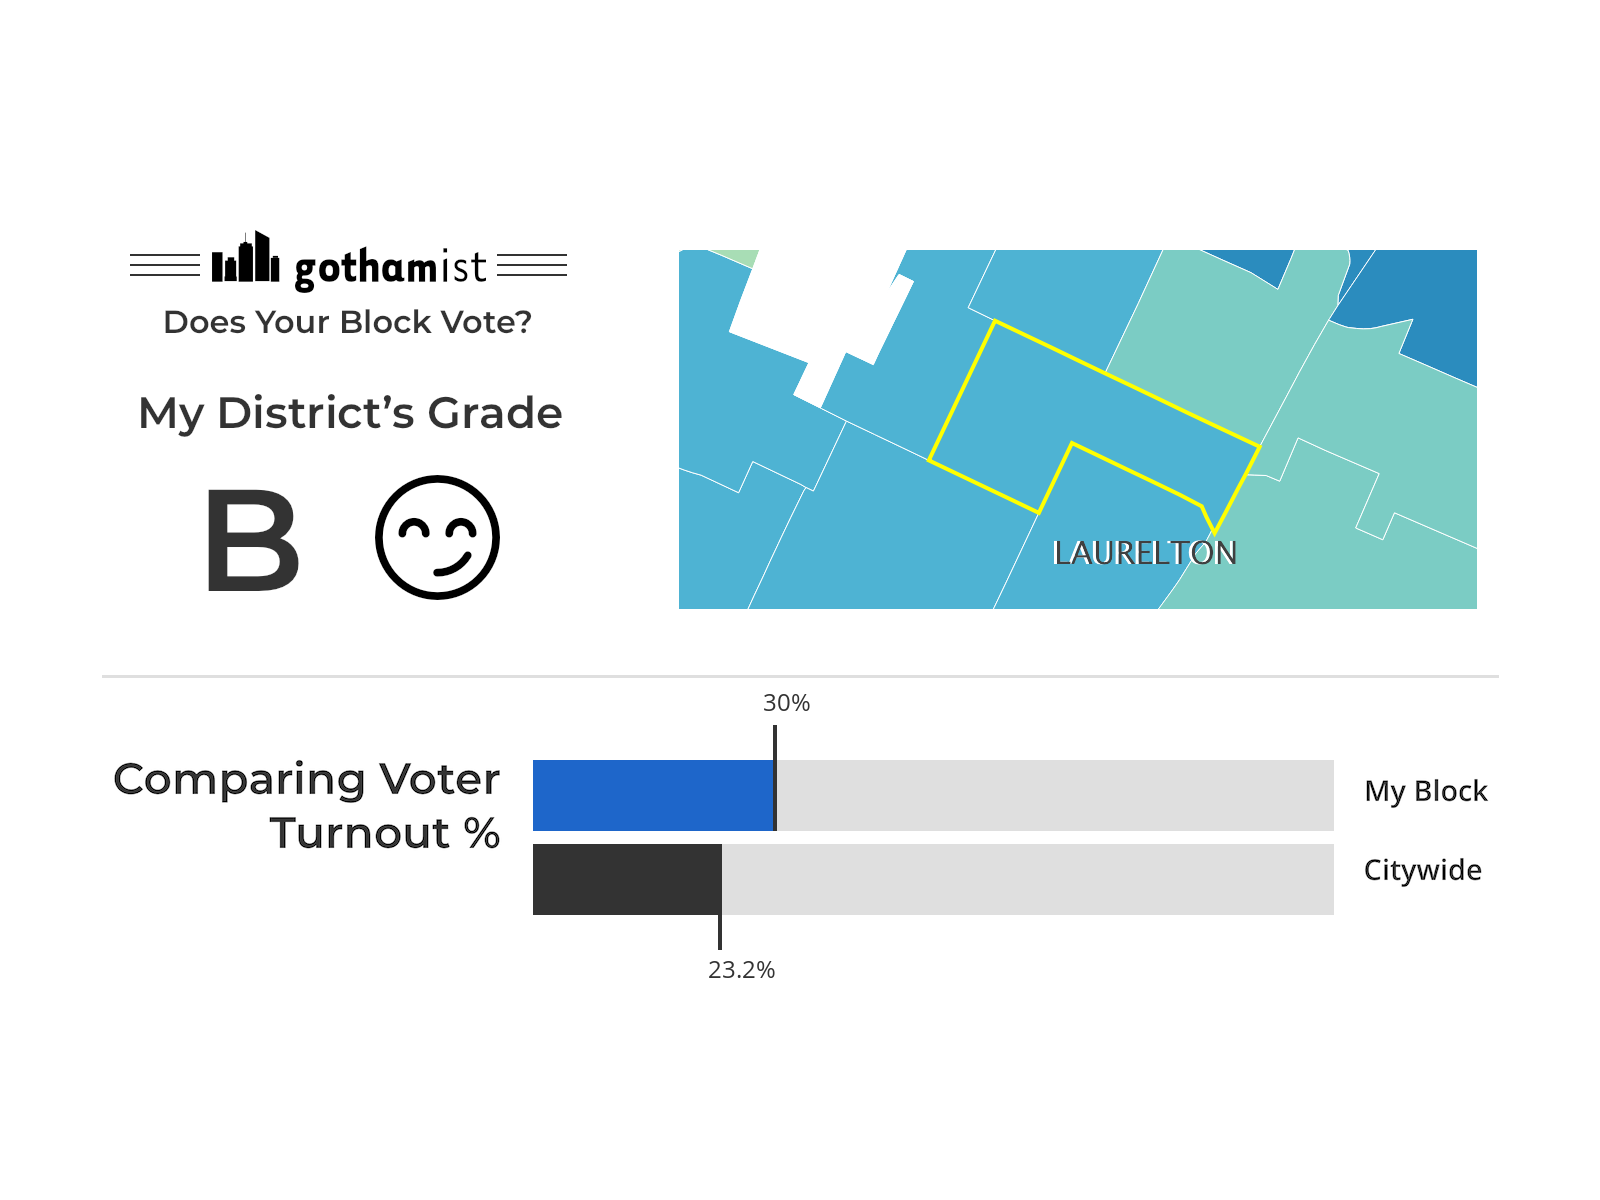 gothamist
Does Your Block Vote?
My District’s Grade
B
LAURELTON
30%
Comparing Voter
Turnout %
My Block
Citywide
23.2%